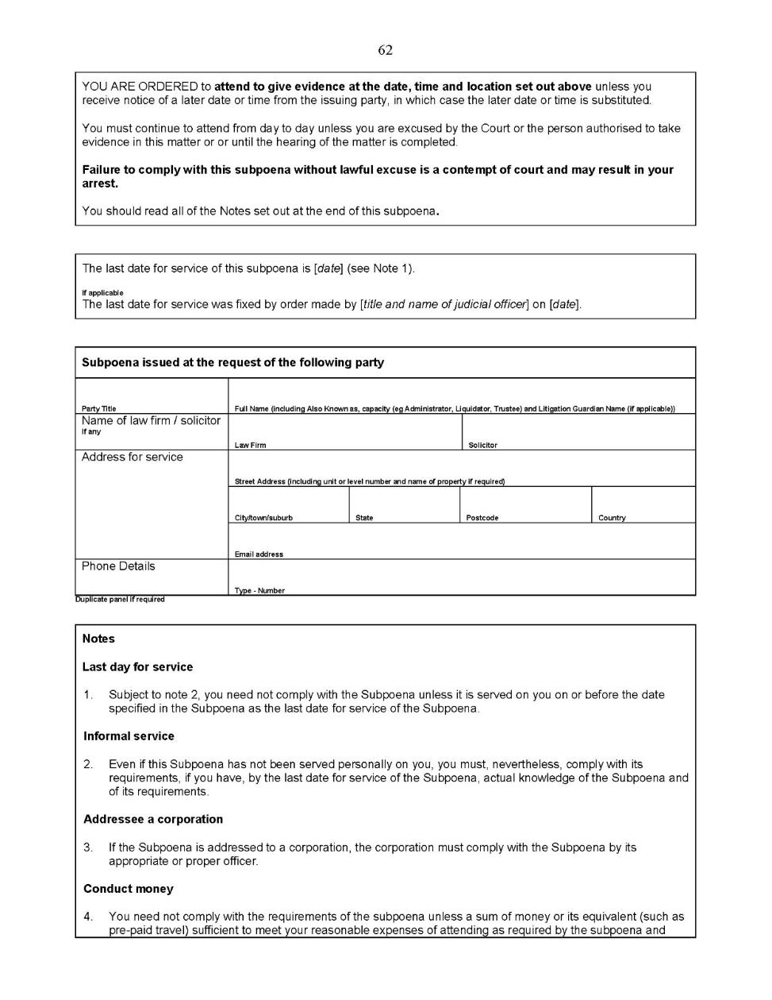 62
YOU ARE ORDERED to attend to give evidence at the date, time and location set out above unless you
receive notice of a later date or time from the issuing party, in which case the later date or time is substituted.
You must continue to attend from day to day unless you are excused by the Court or the person authorised to take
evidence in this matter or or until the hearing of the matter is completed.
Failure to comply with this subpoena without lawful excuse is a contempt of court and may result in your
arrest.
You should read all of the Notes set out at the end of this subpoena.
The last date for service of this subpoena is [date] (see Note 1).
If applicable
The last date for service was fixed by order made by [title and name of judicial officer] on [date].
Subpoena issued at the request of the following party
Party Title
Full Name (including Also Known as, capacity (eg Administrator, Liquidator, Trustee) and Litigation Guardian Name (if applicable))
Name of law firm / solicitor
If any
Law Firm
Solicitor
Address for service
Street Address (including unit or level number and name of property if required)
City/town/suburb
State
Postcode
Country
Email address
Phone Details
Type - Number
Duplicate panel if required
Notes
Last day for service
1. Subject to note 2, you need not comply with the Subpoena unless it is served on you on or before the date
specified in the Subpoena as the last date for service of the Subpoena.
Informal service
2. Even if this Subpoena has not been served personally on you, you must, nevertheless, comply with its
requirements, if you have, by the last date for service of the Subpoena, actual knowledge of the Subpoena and
of its requirements.
Addressee a corporation
3. If the Subpoena is addressed to a corporation, the corporation must comply with the Subpoena by its
appropriate or proper officer.
Conduct money
4. You need not comply with the requirements of the subpoena unless a sum of money or its equivalent (such as
pre-paid travel) sufficient to meet your reasonable expenses of attending as required by the subpoena and